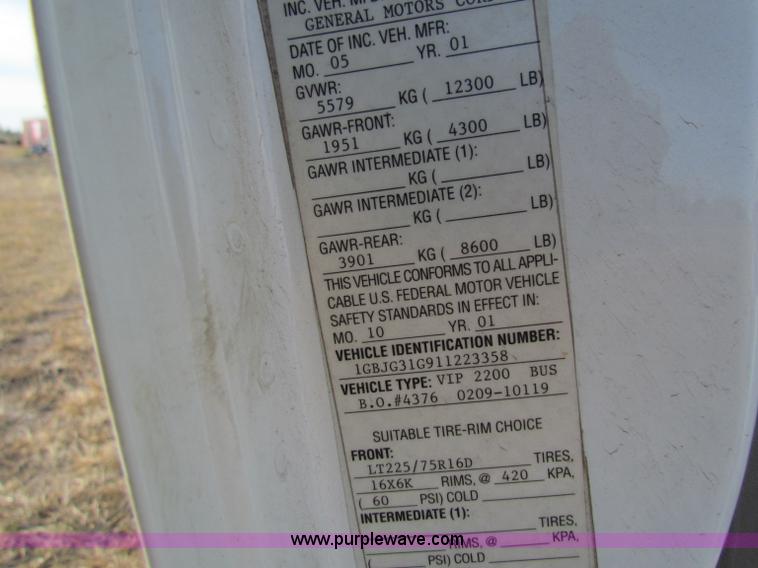 INC. VEH. MFD
GENERAL MOTORS
DATE OF INC. VEH. MFR:
MO. 05 YR. 01
GVWR:
5579 KG ( 12300 LB)
GAWR-FRONT:
1951 KG ( 4300 LB)
GAWR INTERMEDIATE (1):
KG ( LB)
GAWR INTERMEDIATE (2):
KG ( LB)
GAWR-REAR:
3901 KG ( 8600 LB)
THIS VEHICLE CONFORMS TO ALL APPLI-
CABLE U.S. FEDERAL MOTOR VEHICLE
SAFETY STANDARDS IN EFFECT IN:
MO. 10 YR. 01
VEHICLE IDENTIFICATION NUMBER:
1GBJG31G911223358
VEHICLE TYPE: VIP 2200 BUS
B.O.#4376 0209-10119
SUITABLE TIRE-RIM CHOICE
FRONT:
LT225/75R16D TIRES,
16X6K RIMS, @ 420 KPA,
( 60 PSI) COLD
INTERMEDIATE (1):
TIRES,
RIMS, @ KPA,
( PSI) COLD
www.purplewave.com